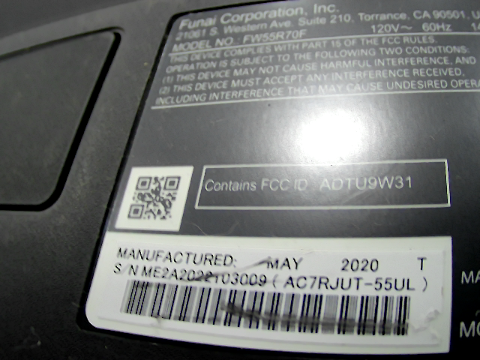 Funai Corporation, Inc.
21061 S. Western Ave. Suite 210, Torrance, CA 90501, U
MODEL NO. FW55R70F 120V~ 60Hz
THIS DEVICE COMPLIES WITH PART 15 OF THE FCC RULES.
OPERATION IS SUBJECT TO THE FOLLOWING TWO CONDITIONS:
(1) THIS DEVICE MAY NOT CAUSE HARMFUL INTERFERENCE, AND
(2) THIS DEVICE MUST ACCEPT ANY INTERFERENCE RECEIVED,
INCLUDING INTERFERENCE THAT MAY CAUSE UNDESIRED OPERA
Contains FCC ID ADTU9W31
MANUFACTURED: MAY 2020 T
S/N ME2A2022103009 ( AC7RJUT-55UL )
MA
MO